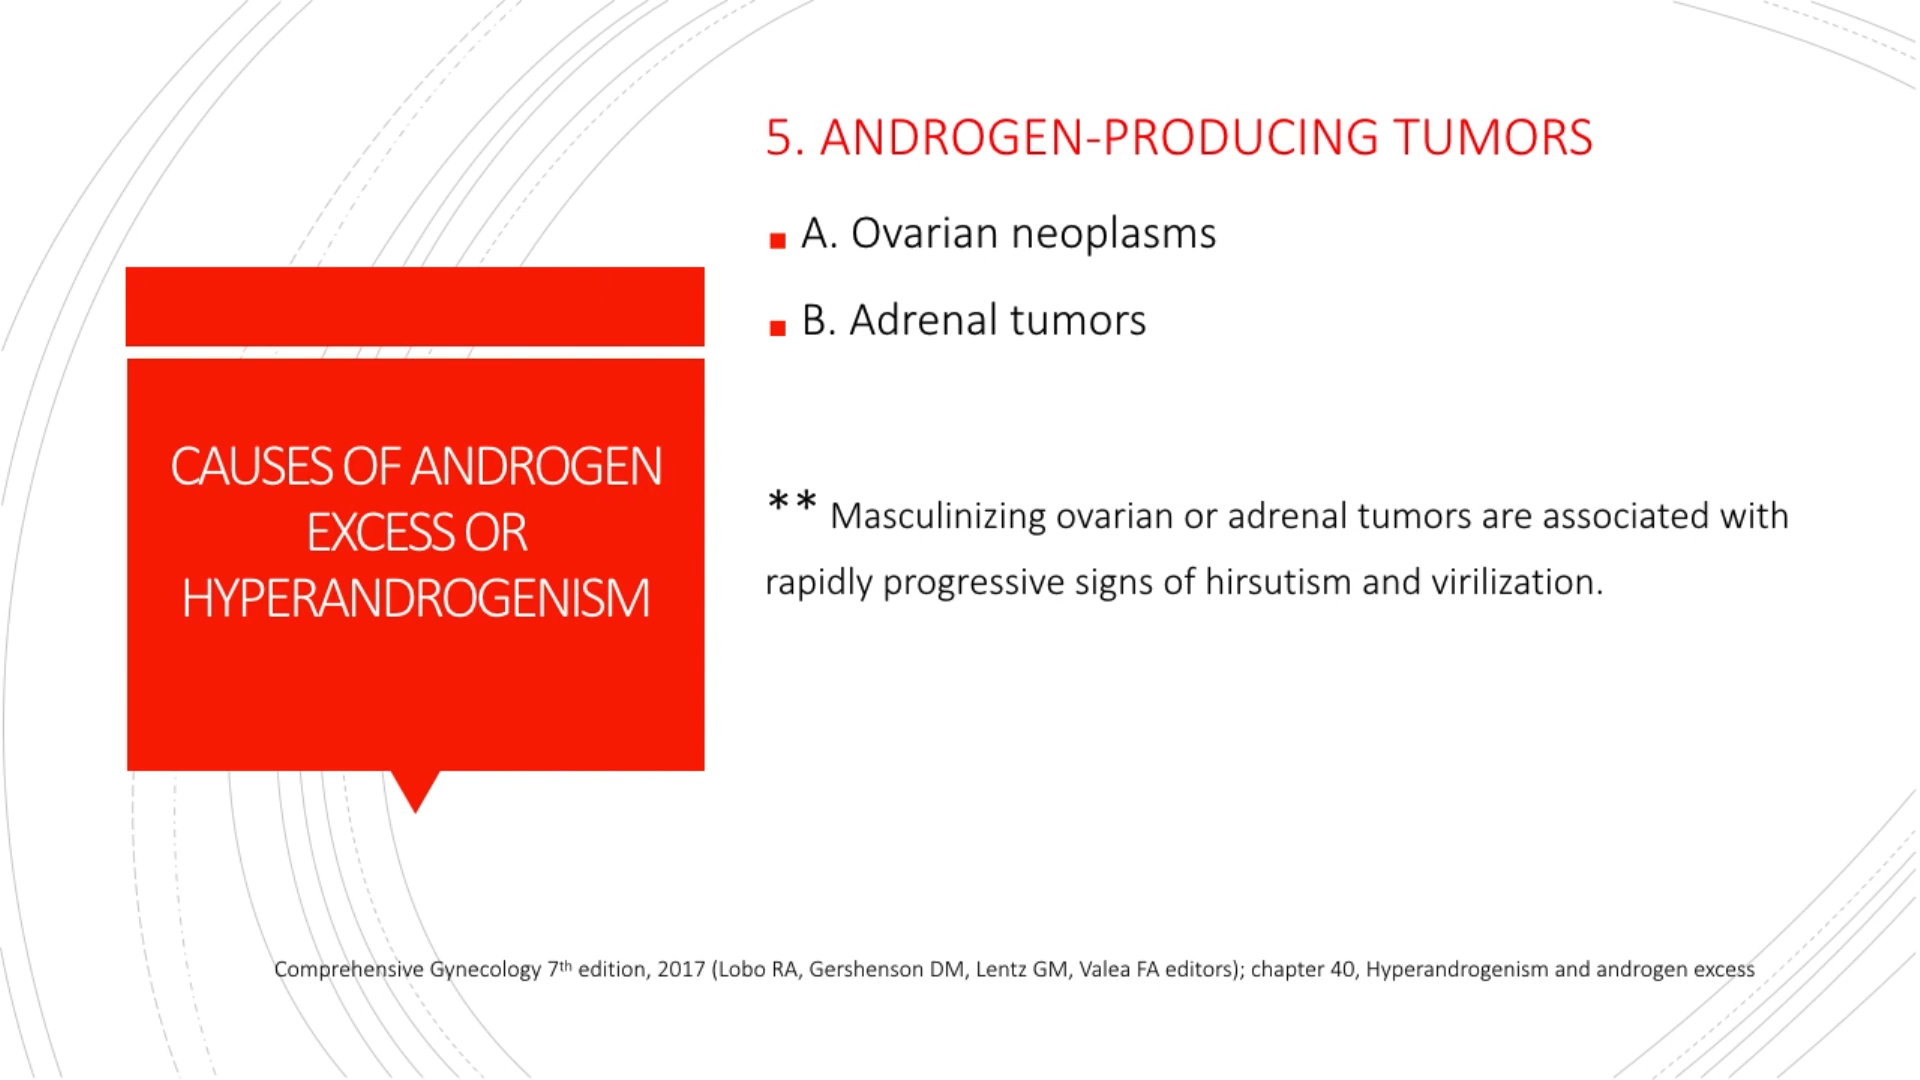 CAUSES OF ANDROGEN
EXCESS OR
HYPERANDROGENISM
5. ANDROGEN-PRODUCING TUMORS
■ A. Ovarian neoplasms
■ B. Adrenal tumors
** Masculinizing ovarian or adrenal tumors are associated with
rapidly progressive signs of hirsutism and virilization.
Comprehensive Gynecology 7th edition, 2017 (Lobo RA, Gershenson DM, Lentz GM, Valea FA editors); chapter 40, Hyperandrogenism and androgen excess